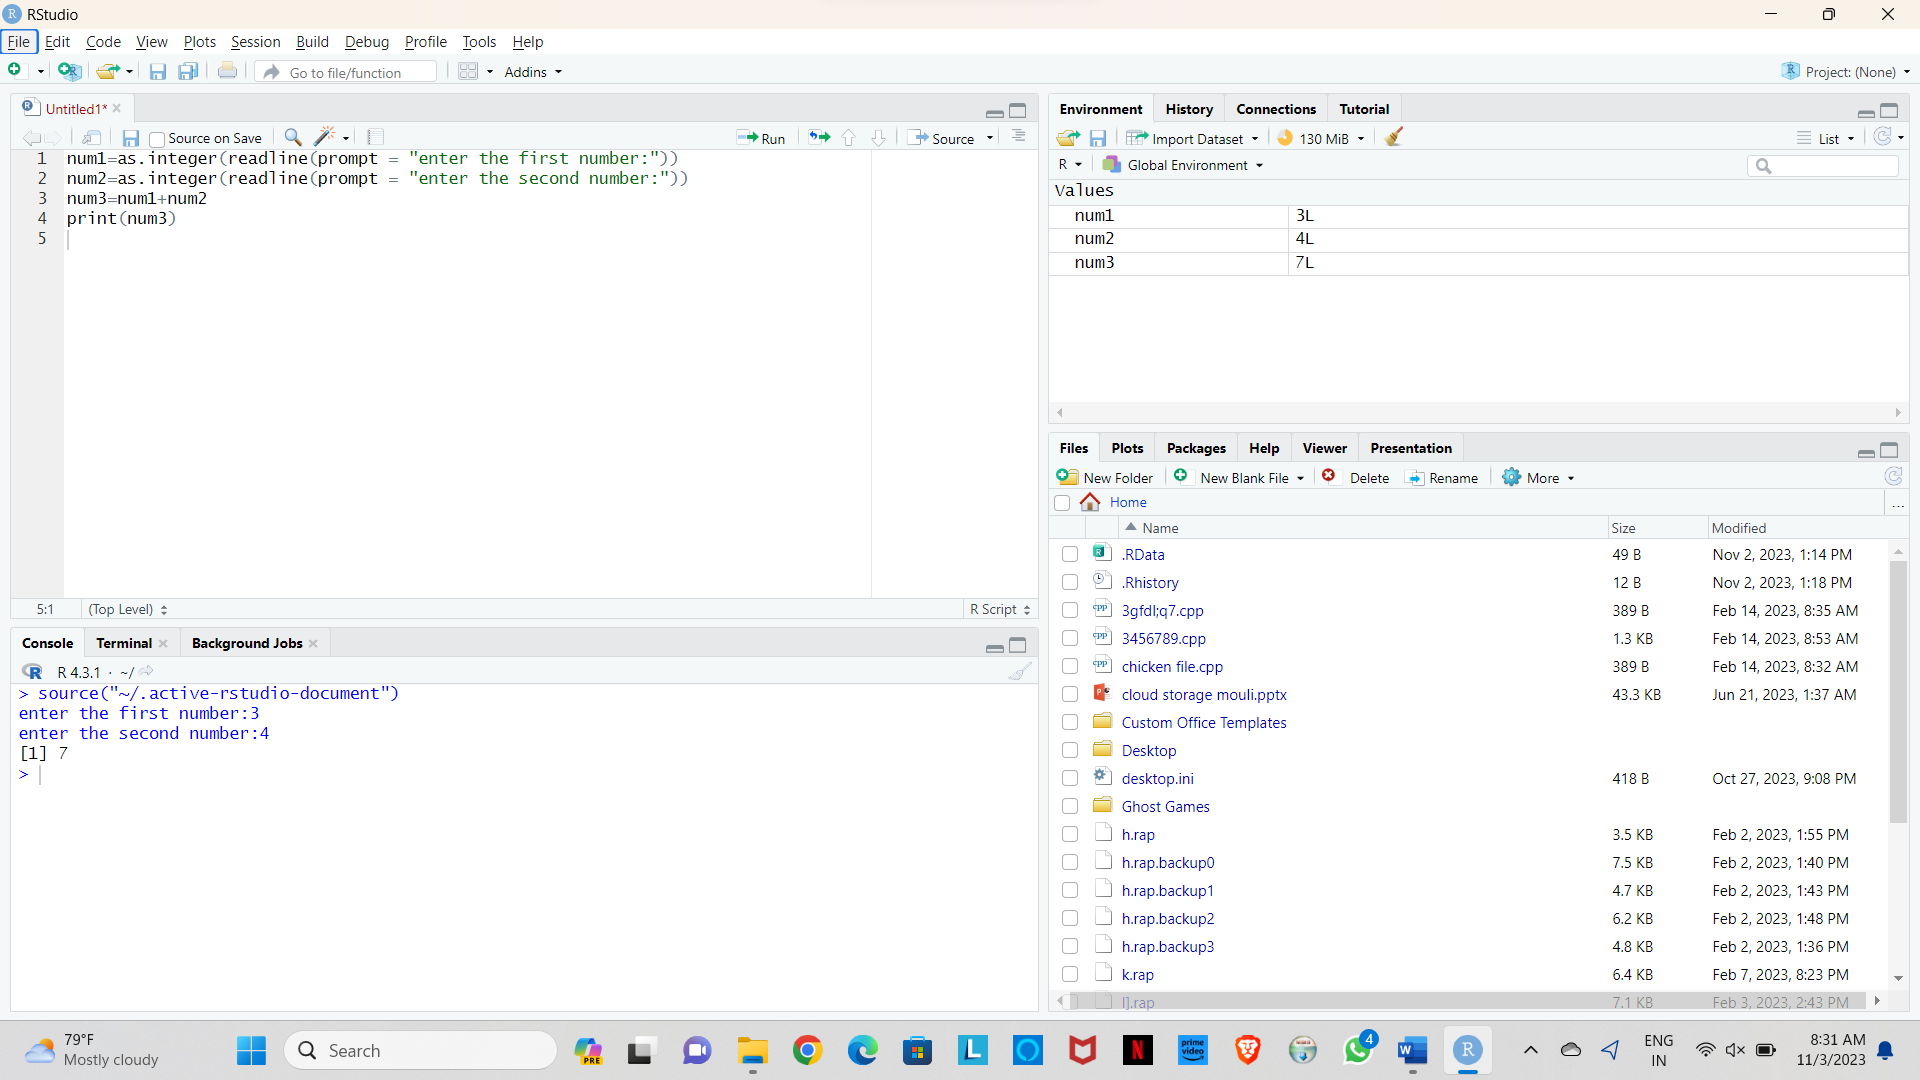 RStudio
File Edit Code View Plots Session Build Debug Profile Tools Help
Go to file/function Addins Project: (None)
Untitled1*
Source on Save Run Source
1 num1=as.integer(readline(prompt = "enter the first number:"))
2 num2=as.integer(readline(prompt = "enter the second number:"))
3 num3=num1+num2
4 print(num3)
5
5:1 (Top Level) R Script
Console Terminal Background Jobs
R 4.3.1 · ~/
> source("~/.active-rstudio-document")
enter the first number:3
enter the second number:4
[1] 7
>
Environment History Connections Tutorial
Import Dataset 130 MiB List
R Global Environment
Values
num1 3L
num2 4L
num3 7L
Files Plots Packages Help Viewer Presentation
New Folder New Blank File Delete Rename More
Home ...
Name Size Modified
.RData 49 B Nov 2, 2023, 1:14 PM
.Rhistory 12 B Nov 2, 2023, 1:18 PM
3gfdl;q7.cpp 389 B Feb 14, 2023, 8:35 AM
3456789.cpp 1.3 KB Feb 14, 2023, 8:53 AM
chicken file.cpp 389 B Feb 14, 2023, 8:32 AM
cloud storage mouli.pptx 43.3 KB Jun 21, 2023, 1:37 AM
Custom Office Templates
Desktop
desktop.ini 418 B Oct 27, 2023, 9:08 PM
Ghost Games
h.rap 3.5 KB Feb 2, 2023, 1:55 PM
h.rap.backup0 7.5 KB Feb 2, 2023, 1:40 PM
h.rap.backup1 4.7 KB Feb 2, 2023, 1:43 PM
h.rap.backup2 6.2 KB Feb 2, 2023, 1:48 PM
h.rap.backup3 4.8 KB Feb 2, 2023, 1:36 PM
k.rap 6.4 KB Feb 7, 2023, 8:23 PM
7.1 KB Feb 3, 2023, 2:43 PM
79°F
Mostly cloudy
Search
PRE
prime video
4
ENG
IN
8:31 AM
11/3/2023